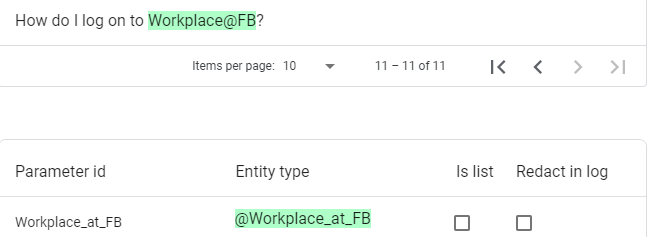 How do I log on to Workplace@FB?
Items per page: 10 11 – 11 of 11
Parameter id Entity type Is list Redact in log
Workplace_at_FB @Workplace_at_FB